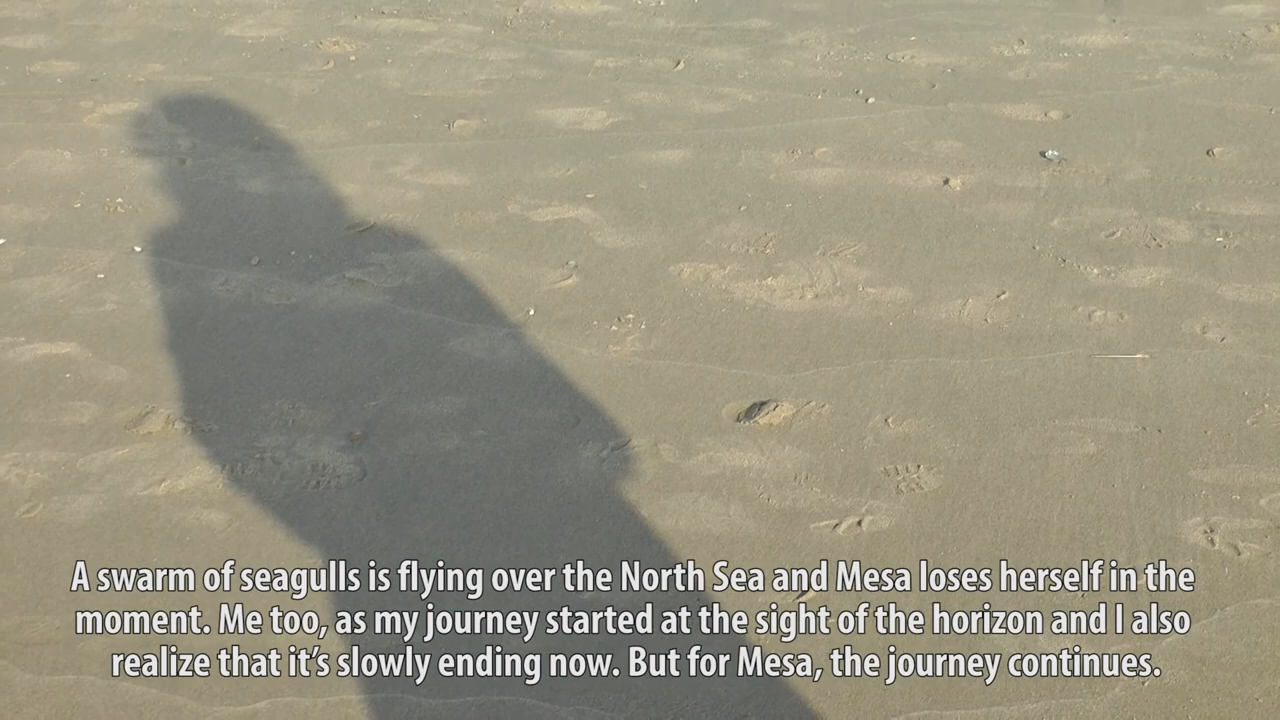 A swarm of seagulls is flying over the North Sea and Mesa loses herself in the
moment. Me too, as my journey started at the sight of the horizon and I also
realize that it’s slowly ending now. But for Mesa, the journey continues.